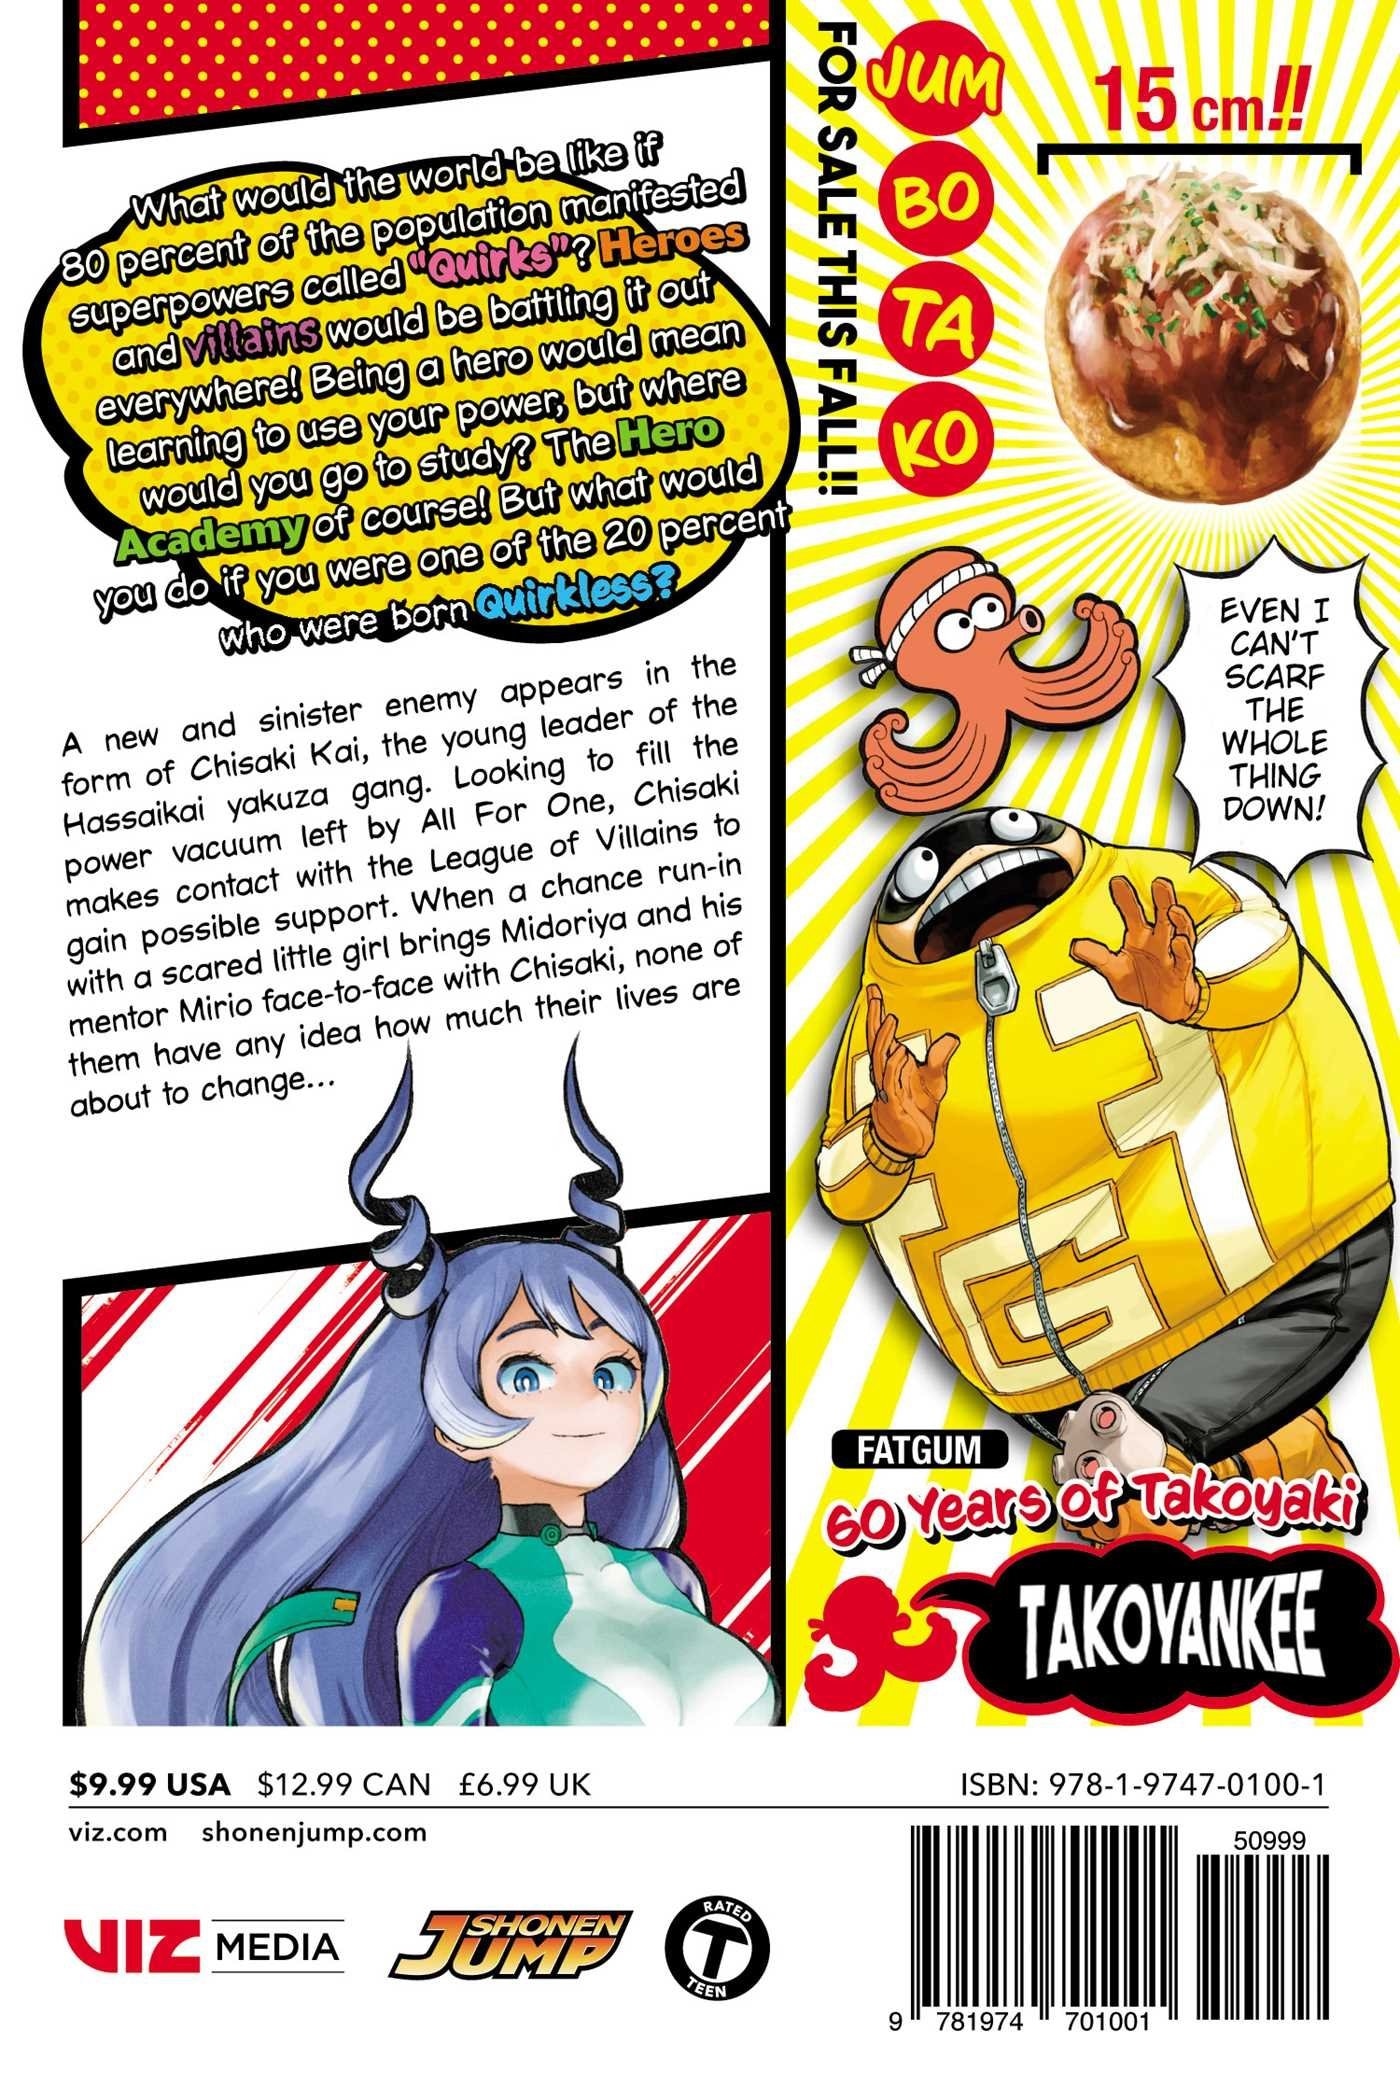 What would the world be like if
80 percent of the population manifested
superpowers called "Quirks"? Heroes
and villains would be battling it out
everywhere! Being a hero would mean
learning to use your power, but where
would you go to study? The Hero
Academy of course! But what would
you do if you were one of the 20 percent
who were born Quirkless?
A new and sinister enemy appears in the
form of Chisaki Kai, the young leader of the
Hassaikai yakuza gang. Looking to fill the
power vacuum left by All For One, Chisaki
makes contact with the League of Villains to
gain possible support. When a chance run-in
with a scared little girl brings Midoriya and his
mentor Mirio face-to-face with Chisaki, none of
them have any idea how much their lives are
about to change...
FOR SALE THIS FALL!!
JUM
BO
TA
KO
15 cm!!
EVEN I
CAN'T
SCARF
THE
WHOLE
THING
DOWN!
FATGUM
60 Years of Takoyaki
TAKOYANKEE
$9.99 USA $12.99 CAN £6.99 UK
ISBN: 978-1-9747-0100-1
viz.com shonenjump.com
50999
VIZ MEDIA
SHONEN
JUMP
RATED
T
TEEN
9 781974 701001